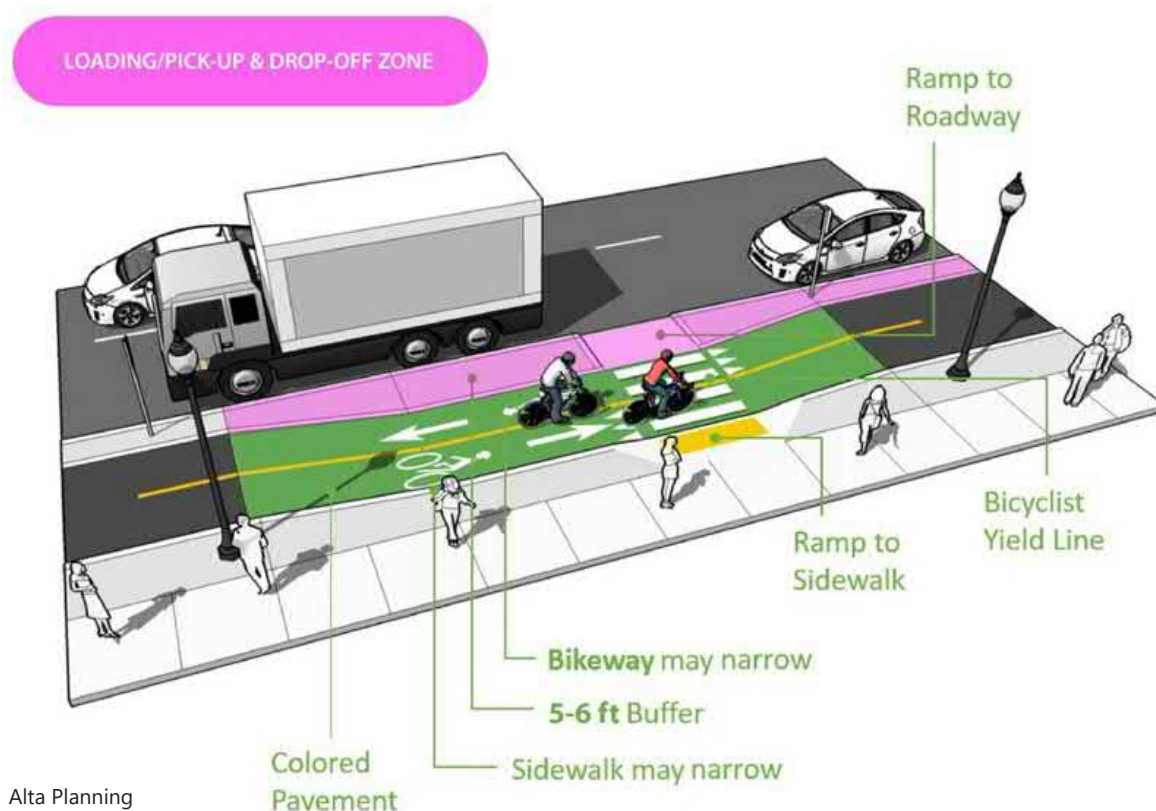 LOADING/PICK-UP & DROP-OFF ZONE
Ramp to
Roadway
Bicyclist
Yield Line
Ramp to
Sidewalk
Bikeway may narrow
5-6 ft Buffer
Sidewalk may narrow
Colored
Pavement
Alta Planning